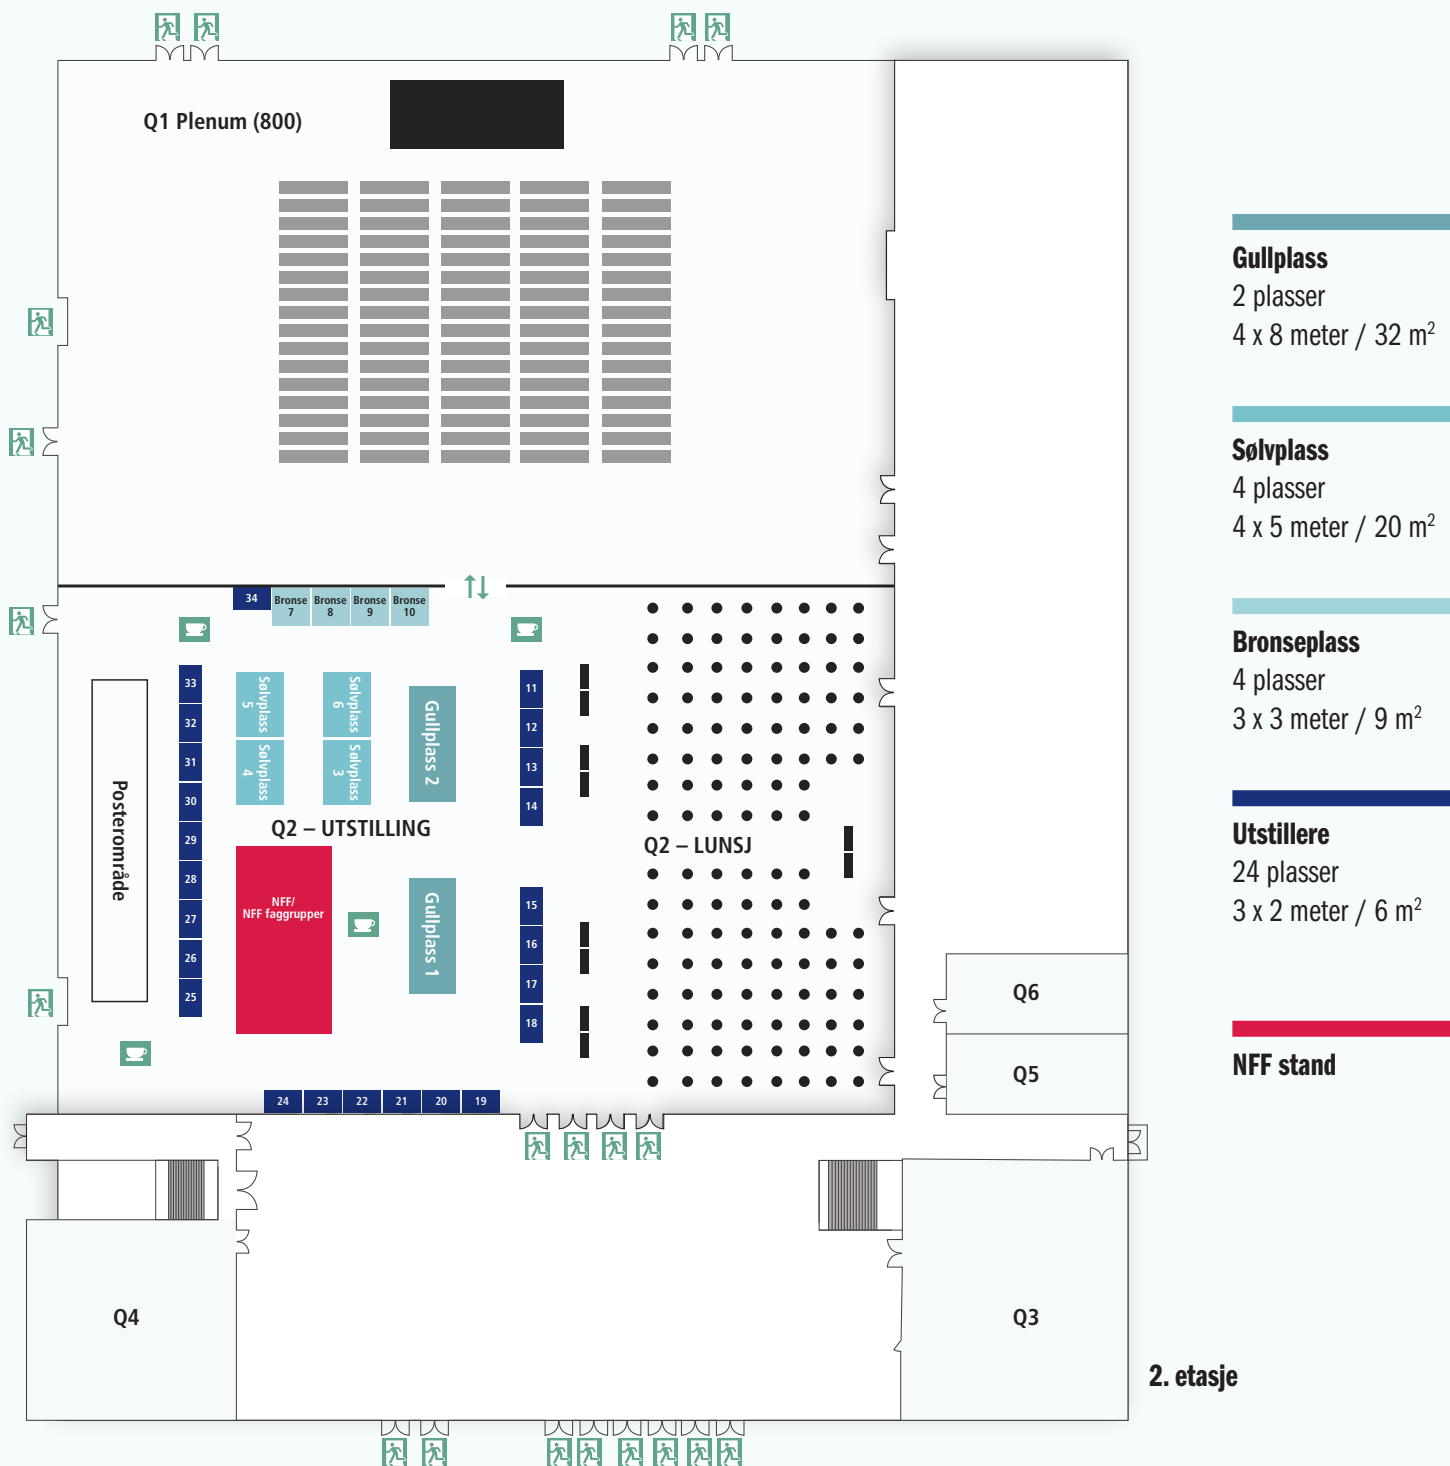 Q1 Plenum (800)
34
Bronse
7
Bronse
8
Bronse
9
Bronse
10
33
32
31
30
29
28
27
26
25
Posterområde
Sølvplass
5
Sølvplass
6
Sølvplass
4
Sølvplass
3
Gullplass 2
Q2 – UTSTILLING
NFF/
NFF faggrupper
Gullplass 1
11
12
13
14
15
16
17
18
Q2 – LUNSJ
24
23
22
21
20
19
Q6
Q5
Q4
Q3
2. etasje
Gullplass
2 plasser
4 x 8 meter / 32 m²
Sølvplass
4 plasser
4 x 5 meter / 20 m²
Bronseplass
4 plasser
3 x 3 meter / 9 m²
Utstillere
24 plasser
3 x 2 meter / 6 m²
NFF stand